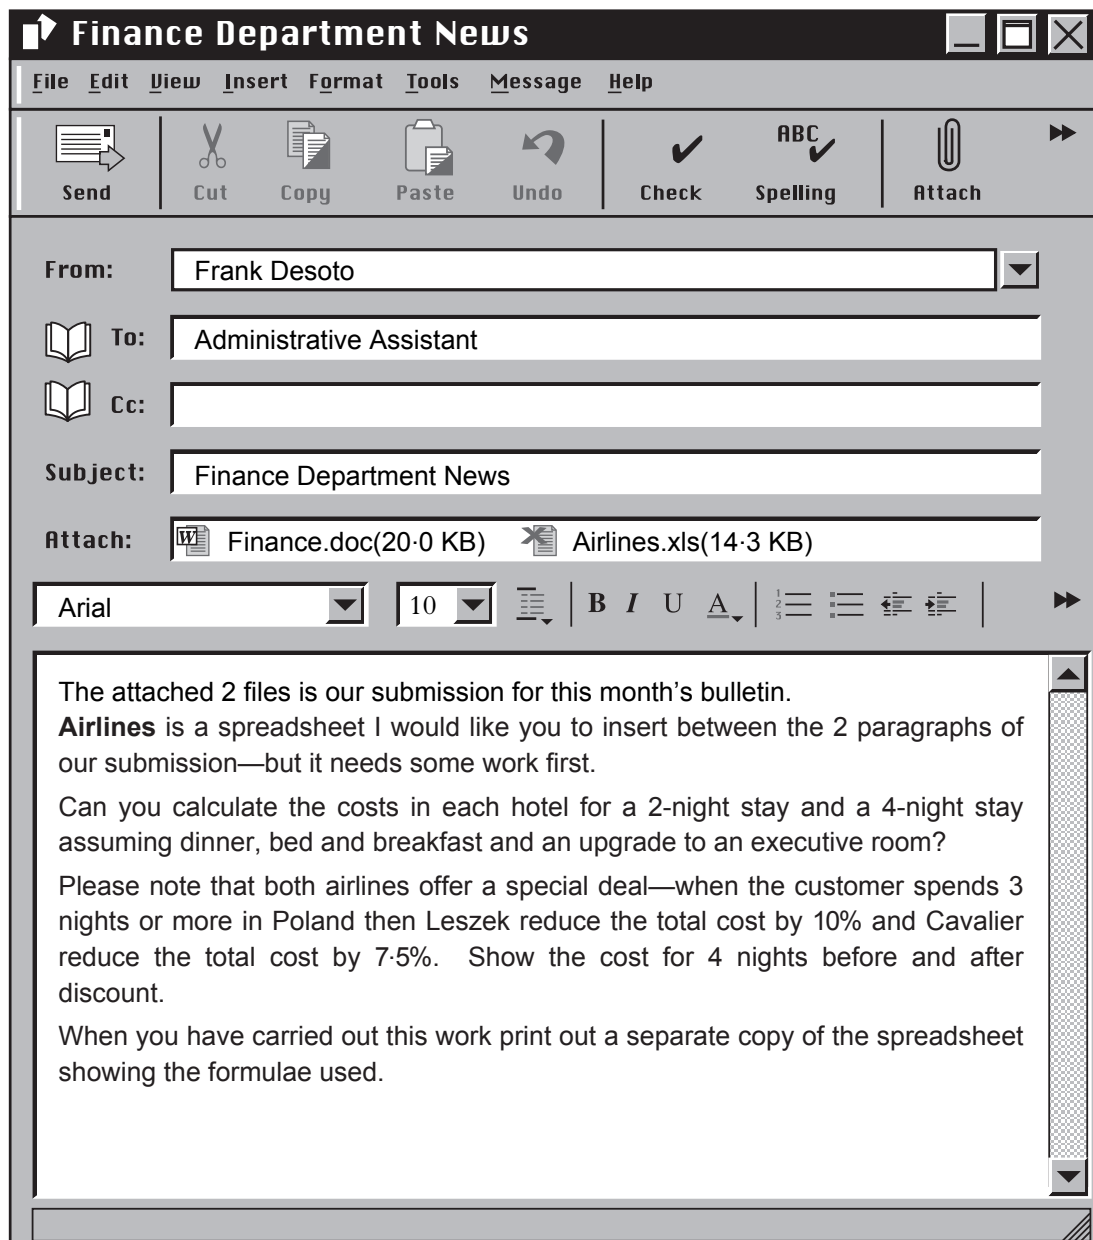 Finance Department News
File Edit View Insert Format Tools Message Help
ABC
Send Cut Copy Paste Undo Check Spelling Attach
From: Frank Desoto
To: Administrative Assistant
Cc:
Subject: Finance Department News
Attach: Finance.doc(20·0 KB) Airlines.xls(14·3 KB)
Arial 10 B I U A
The attached 2 files is our submission for this month’s bulletin.
Airlines is a spreadsheet I would like you to insert between the 2 paragraphs of
our submission—but it needs some work first.
Can you calculate the costs in each hotel for a 2-night stay and a 4-night stay
assuming dinner, bed and breakfast and an upgrade to an executive room?
Please note that both airlines offer a special deal—when the customer spends 3
nights or more in Poland then Leszek reduce the total cost by 10% and Cavalier
reduce the total cost by 7·5%. Show the cost for 4 nights before and after
discount.
When you have carried out this work print out a separate copy of the spreadsheet
showing the formulae used.